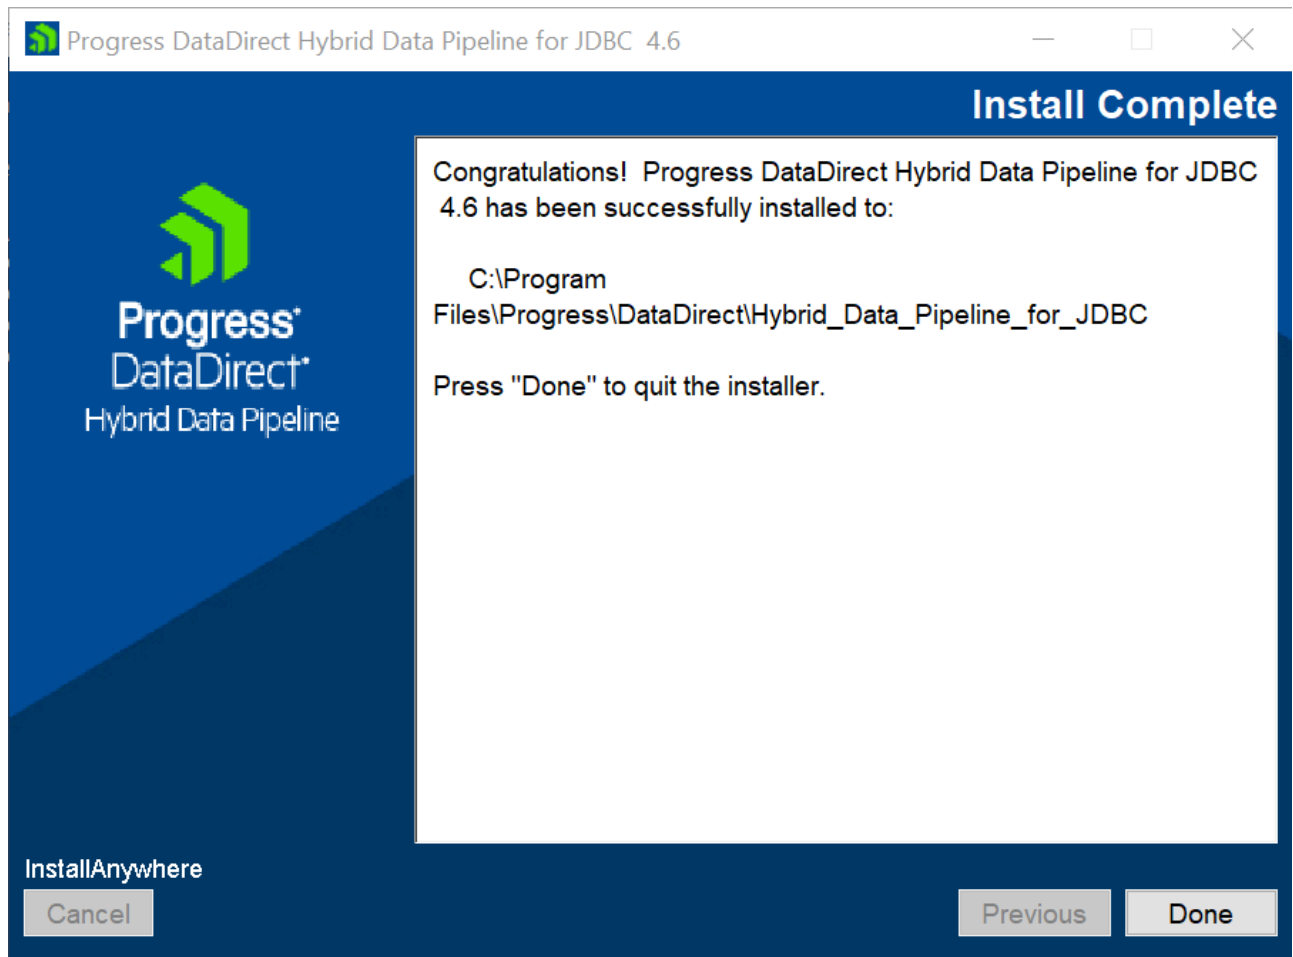 Progress DataDirect Hybrid Data Pipeline for JDBC 4.6
Install Complete
Progress
DataDirect
Hybrid Data Pipeline
Congratulations! Progress DataDirect Hybrid Data Pipeline for JDBC
4.6 has been successfully installed to:
C:\Program
Files\Progress\DataDirect\Hybrid_Data_Pipeline_for_JDBC
Press "Done" to quit the installer.
InstallAnywhere
Cancel
Previous
Done